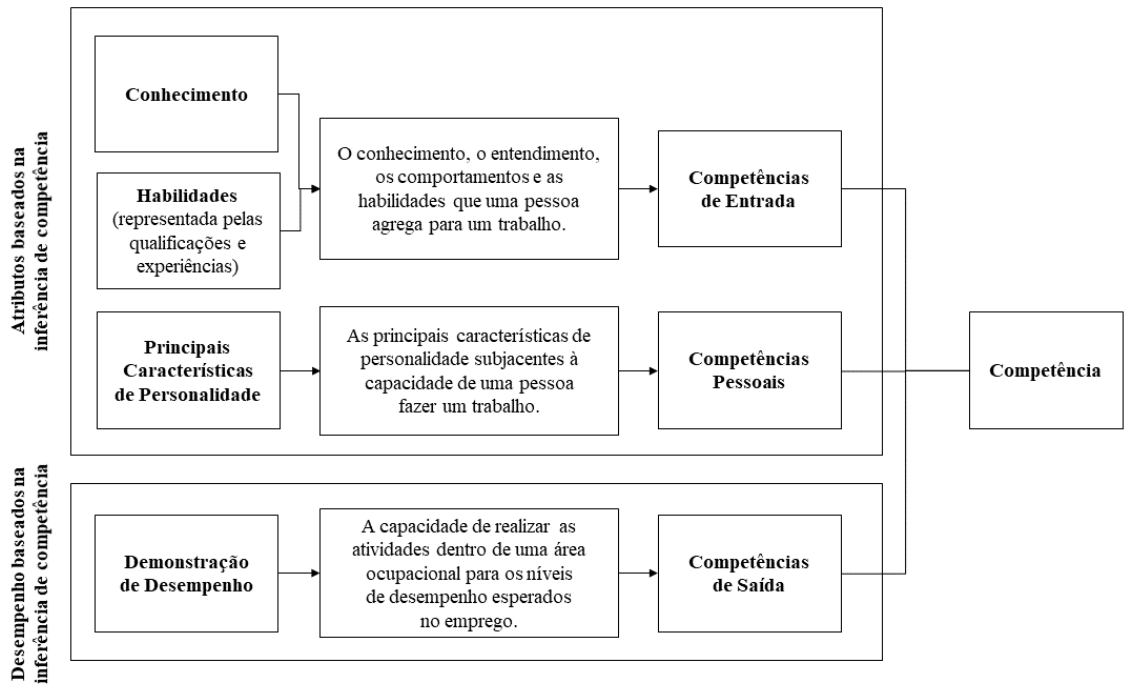 Atributos baseados na
inferência de competência
Conhecimento
Habilidades
(representada pelas
qualificações e
experiências)
O conhecimento, o entendimento,
os comportamentos e as
habilidades que uma pessoa
agrega para um trabalho.
Competências
de Entrada
Principais
Características
de Personalidade
As principais características de
personalidade subjacentes à
capacidade de uma pessoa
fazer um trabalho.
Competências
Pessoais
Competência
Desempenho baseados na
inferência de competência
Demonstração
de Desempenho
A capacidade de realizar as
atividades dentro de uma área
ocupacional para os níveis
de desempenho esperados
no emprego.
Competências
de Saída